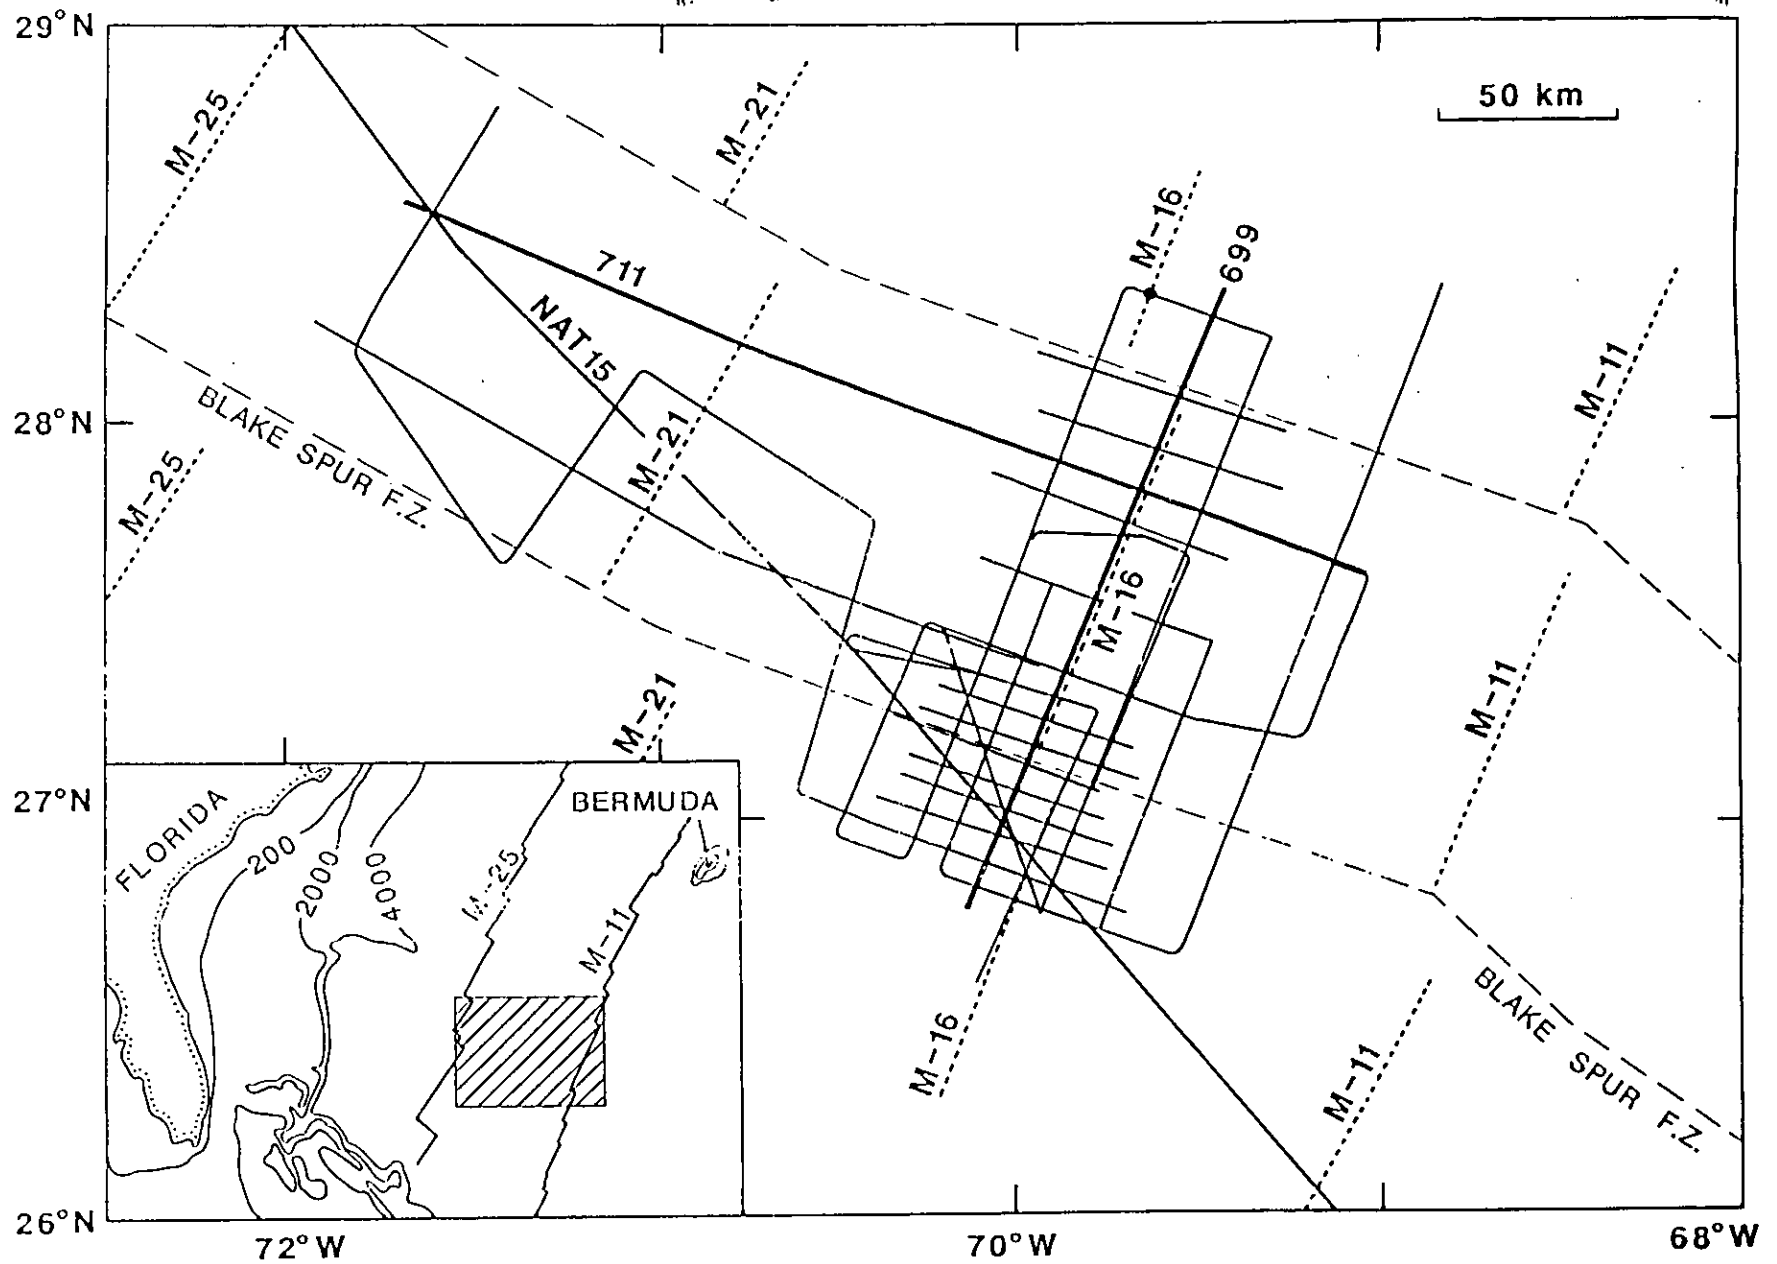 29°N
50 km
M-25
M-21
M-16
699
711
NAT15
M-11
28°N
M-21
BLAKE SPUR F.Z.
M-25
M-16
M-11
M-21
27°N
BERMUDA
FLORIDA
200
2000
4000
M-25
M-11
BLAKE SPUR F.Z.
M-16
M-11
26°N
72°W
70°W
68°W